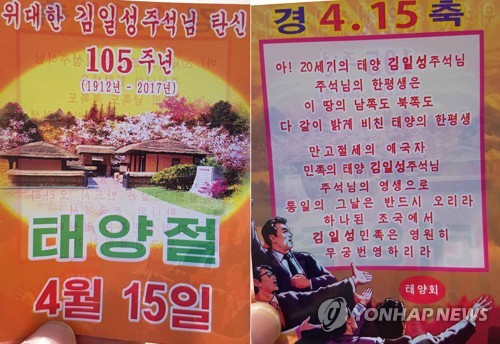 위대한 김일성주석님 탄신
105 주년
(1912년 - 2017년)
태양절
4월 15일
경 4.15 축
아! 20세기의 태양 김일성주석님
주석님의 한평생은
이 땅의 남쪽도 북쪽도
다 같이 밝게 비친 태양의 한평생
만고절세의 애국자
민족의 태양 김일성주석님
주석님의 영생으로
통일의 그날은 반드시 오리라
하나된 조국에서
김일성민족은 영원히
무궁번영하리라
태양회
YONHAP NEWS